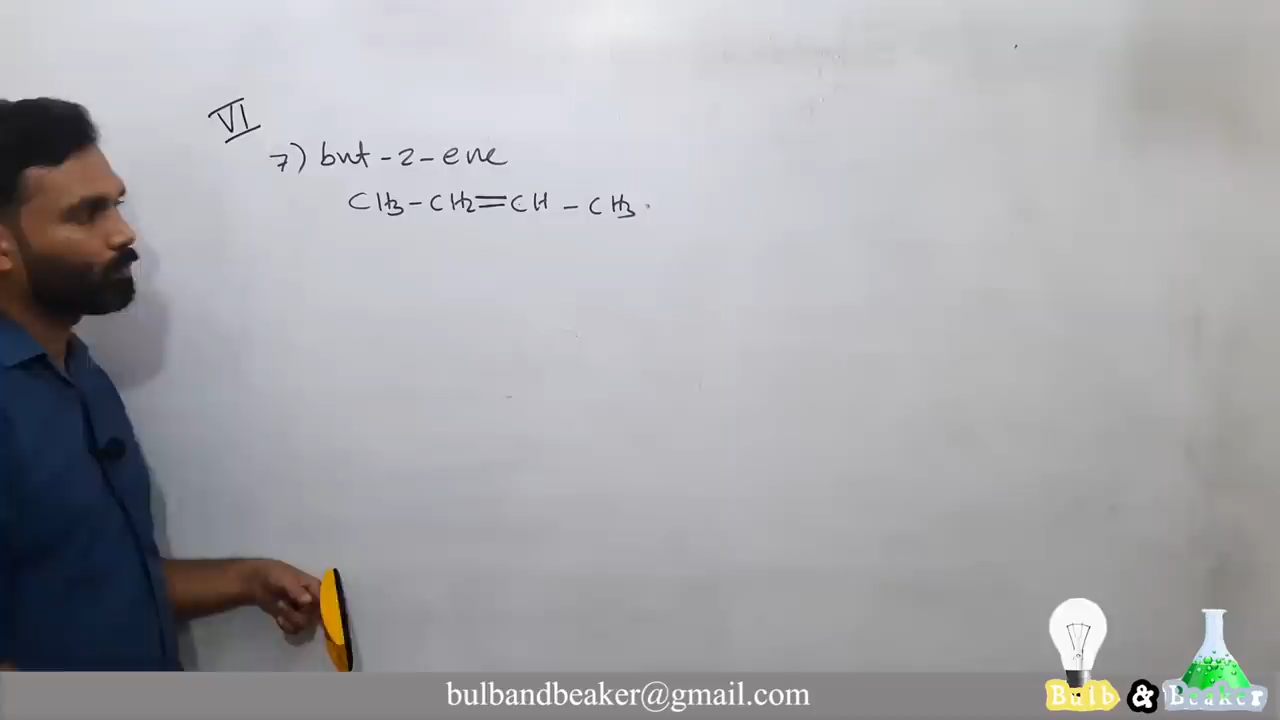 VI
7) but-2-ene
CH3-CH2=CH-CH3.
bulbandbeaker@gmail.com
Bulb & Beaker